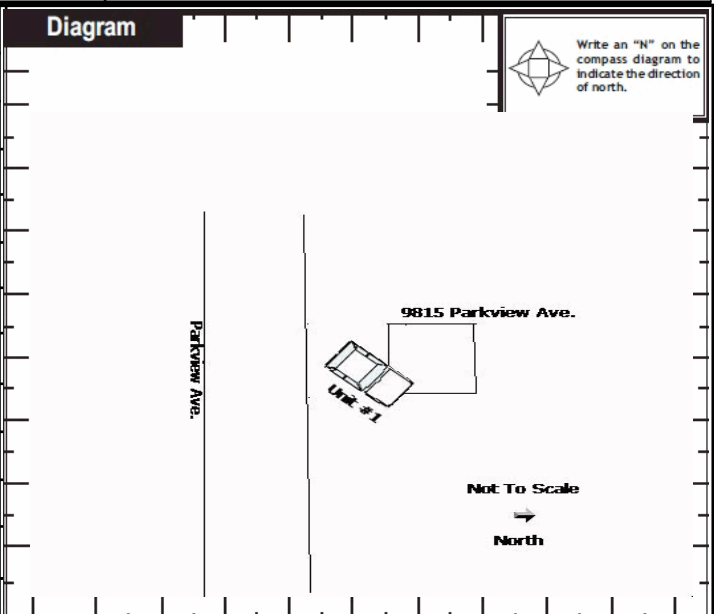 Diagram
Write an “N” on the
compass diagram to
indicate the direction
of north.
9815 Parkview Ave.
Parkview Ave.
Unit #1
Not To Scale
North